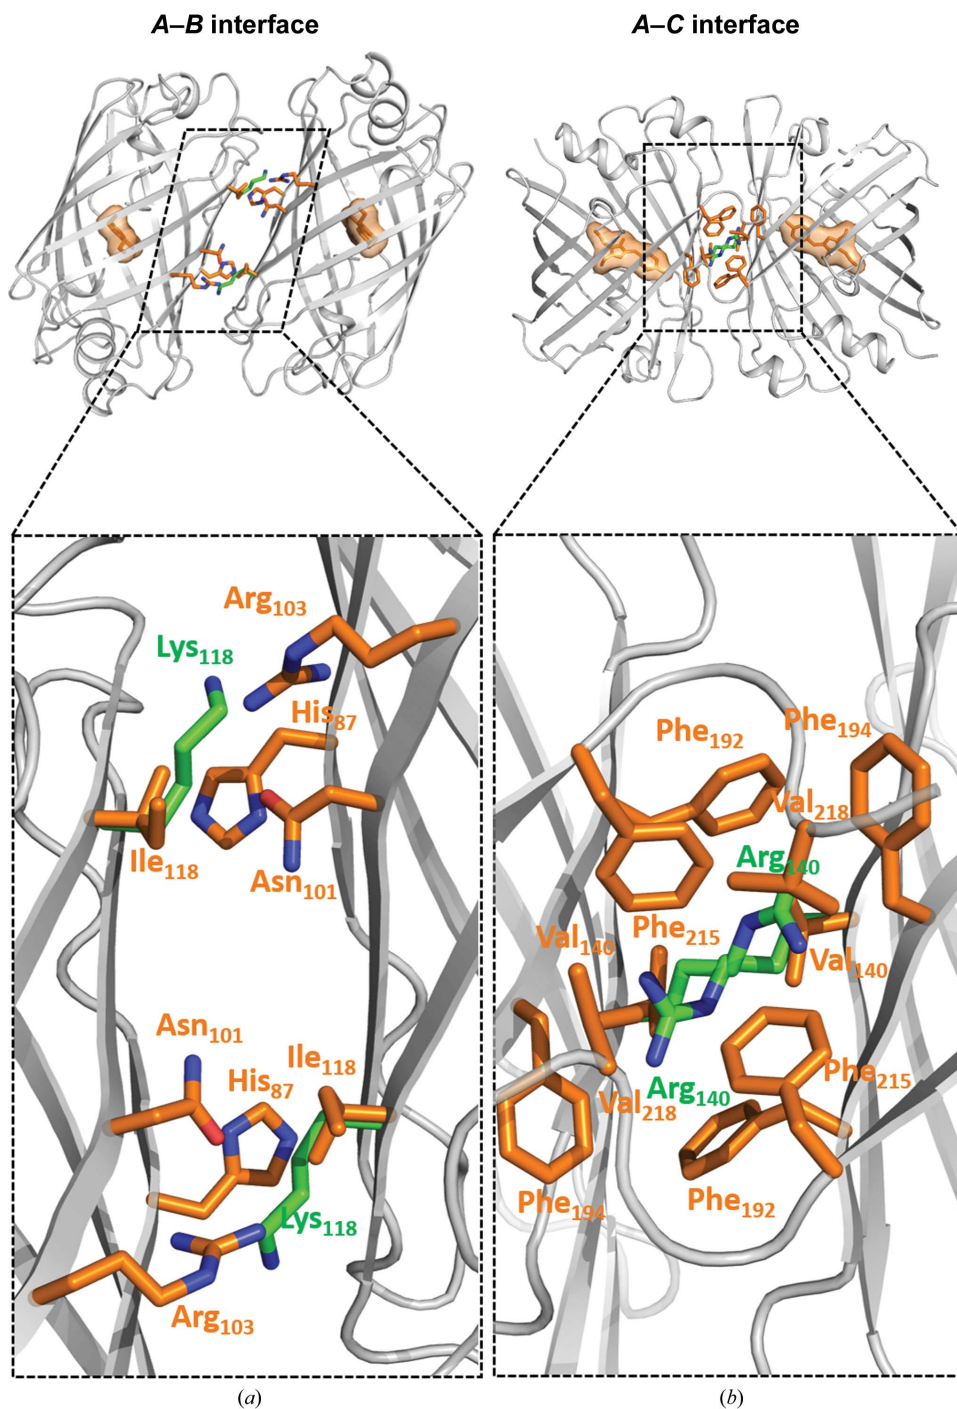 A–B interface
A–C interface
Arg103
Lys118
His87
Ile118
Asn101
Asn101
Ile118
His87
Lys118
Arg103
Phe192
Phe194
Val218
Arg140
Phe215
Val140
Val140
Phe215
Arg140
Val218
Phe194
Phe192
(a)
(b)